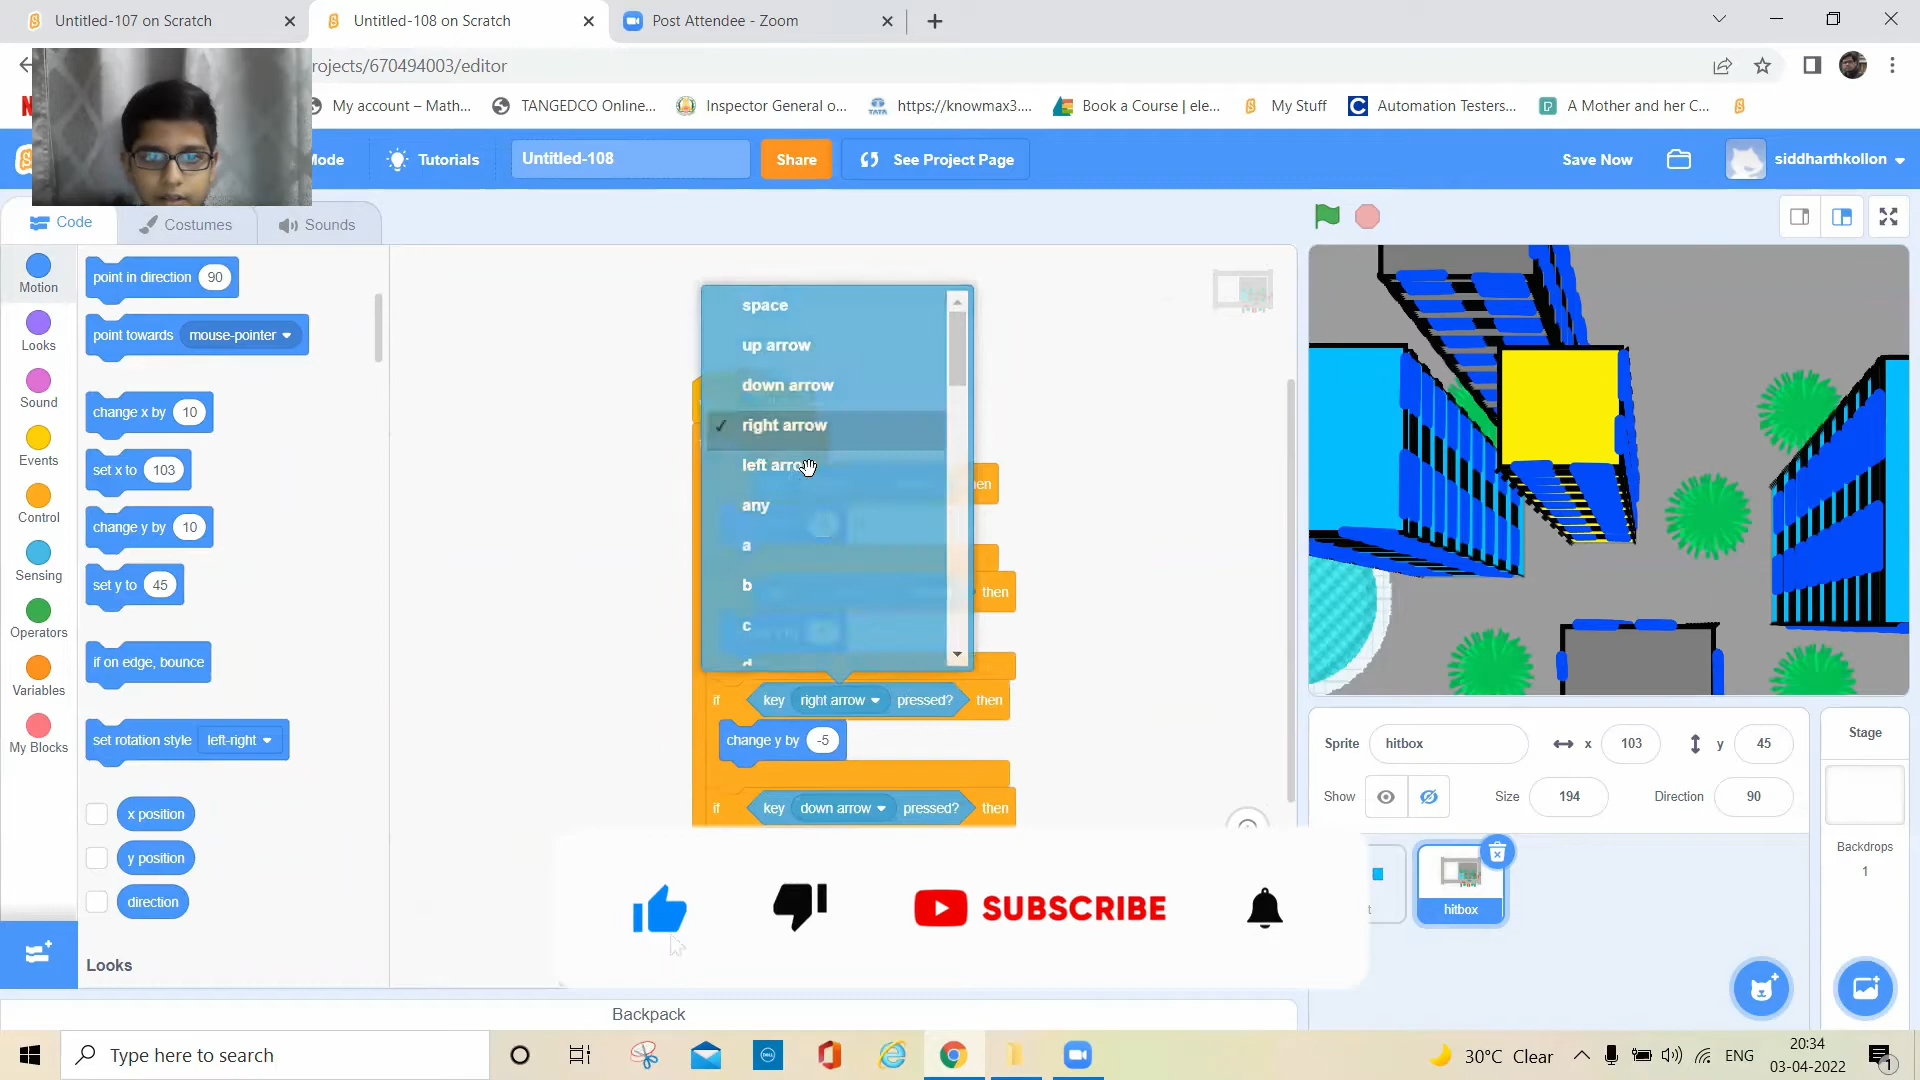 Untitled-107 on Scratch
Untitled-108 on Scratch
Post Attendee - Zoom
rojects/670494003/editor
My account – Math...
TANGEDCO Online...
Inspector General o...
https://knowmax3....
Book a Course | ele...
My Stuff
Automation Testers...
A Mother and her C...
Mode
Tutorials
Untitled-108
Share
See Project Page
Save Now
siddharthkollon
Code
Costumes
Sounds
Motion
Looks
Sound
Events
Control
Sensing
Operators
Variables
My Blocks
point in direction 90
point towards mouse-pointer
change x by 10
set x to 103
change y by 10
set y to 45
if on edge, bounce
set rotation style left-right
x position
y position
direction
Looks
space
up arrow
down arrow
✓ right arrow
left arrow
any
a
b
c
d
then
if key right arrow pressed? then
change y by -5
if key down arrow pressed? then
SUBSCRIBE
Backpack
Sprite hitbox x 103 y 45
Show Size 194 Direction 90
hitbox
Stage
Backdrops
1
Type here to search
DELL
30°C Clear
ENG
20:34
03-04-2022
1